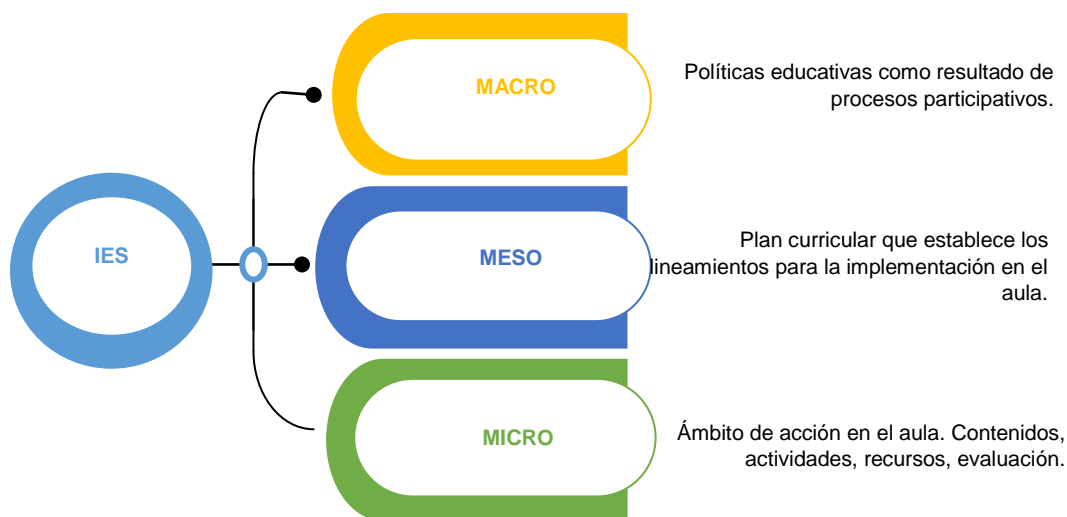 IES
MACRO
Políticas educativas como resultado de
procesos participativos.
MESO
Plan curricular que establece los
lineamientos para la implementación en el
aula.
MICRO
Ámbito de acción en el aula. Contenidos,
actividades, recursos, evaluación.